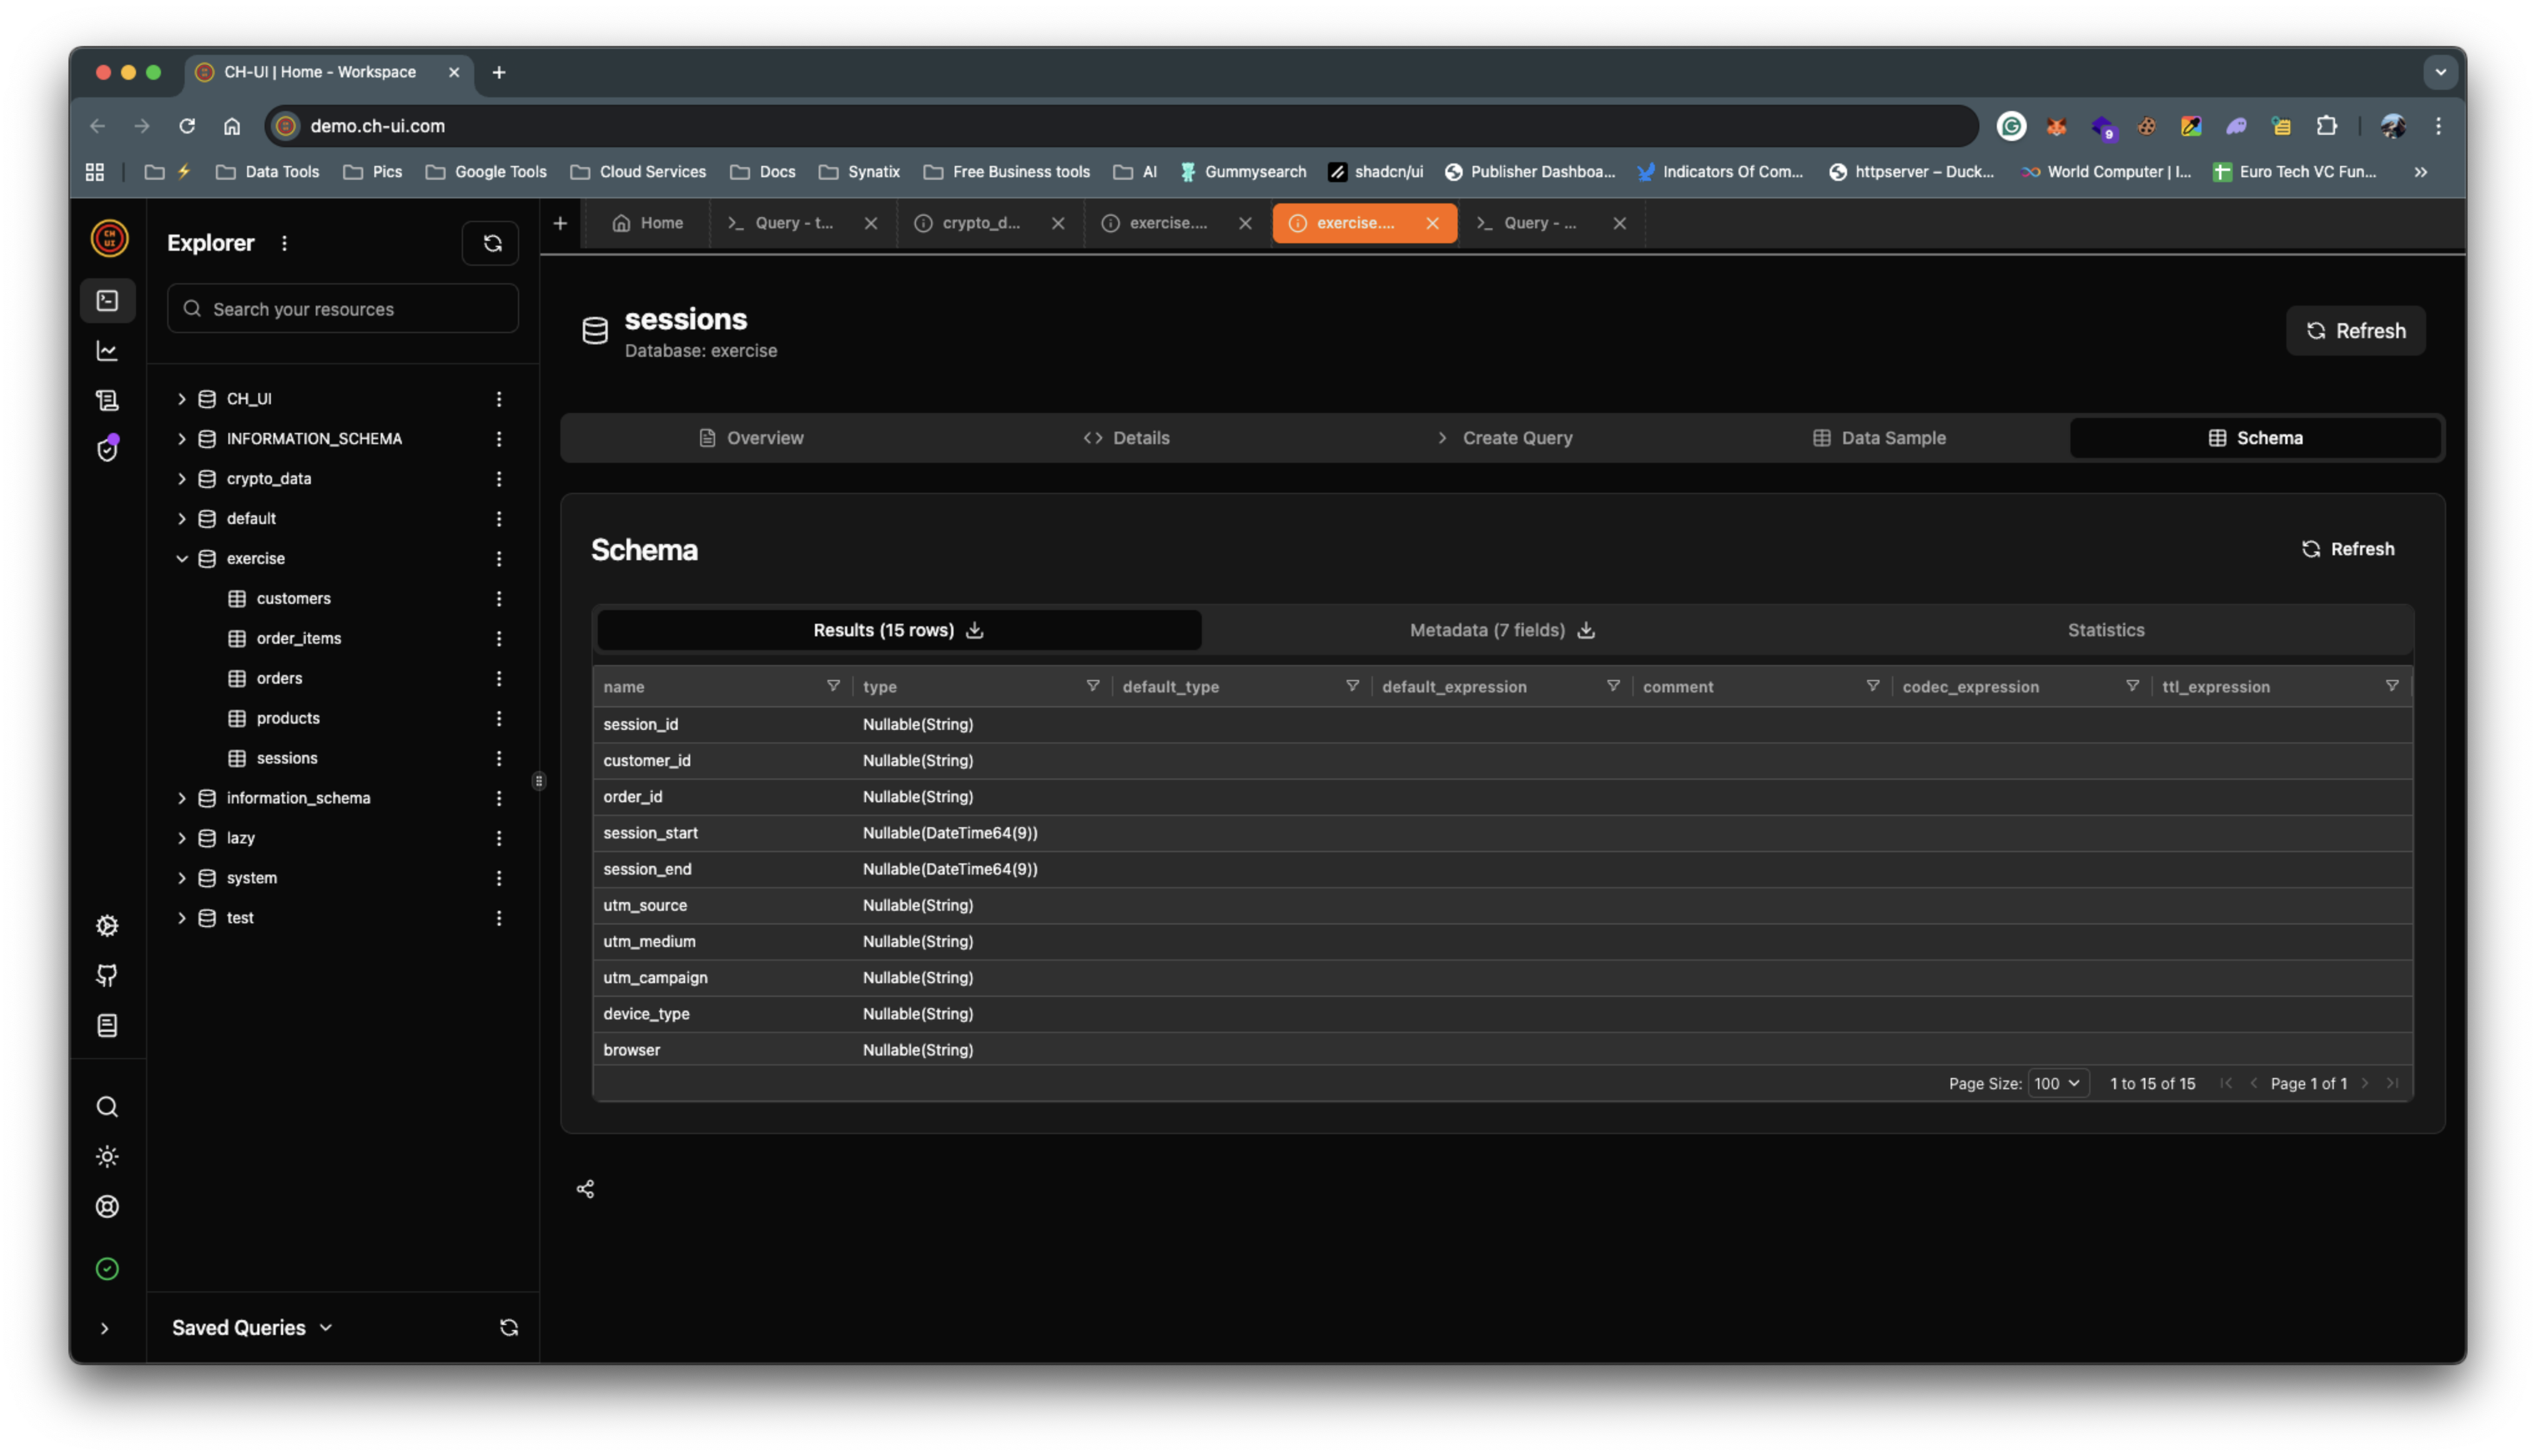 CH-UI | Home - Workspace
demo.ch-ui.com
9
Data Tools Pics Google Tools Cloud Services Docs Synatix Free Business tools AI Gummysearch shadcn/ui Publisher Dashboa... Indicators Of Com... httpserver – Duck... World Computer | I... Euro Tech VC Fun...
CH
UI
Explorer
Search your resources
CH_UI
INFORMATION_SCHEMA
crypto_data
default
exercise
customers
order_items
orders
products
sessions
information_schema
lazy
system
test
Saved Queries
Home Query - t... crypto_d... exercise.... exercise.... Query - ...
sessions
Database: exercise
Refresh
Overview Details Create Query Data Sample Schema
Schema
Refresh
Results (15 rows) Metadata (7 fields) Statistics
name type default_type default_expression comment codec_expression ttl_expression
session_id Nullable(String)
customer_id Nullable(String)
order_id Nullable(String)
session_start Nullable(DateTime64(9))
session_end Nullable(DateTime64(9))
utm_source Nullable(String)
utm_medium Nullable(String)
utm_campaign Nullable(String)
device_type Nullable(String)
browser Nullable(String)
Page Size: 100 1 to 15 of 15 Page 1 of 1